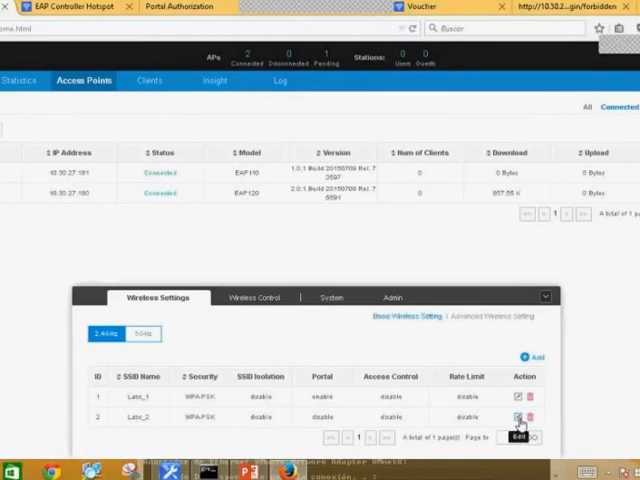 EAP Controller Hotspot
Portal Authorization
Voucher
http://10.30.2...gin/forbidden
ome.html
Buscar
APs: 2 0 1 Stations: 0 0
Connected Disconnected Pending Users Guests
Statistics Access Points Clients Insight Log
All Connected
IP Address Status Model Version Num of Clients Download Upload
10.30.27.181 Connected EAP110 1.0.1 Build 20150709 Rel. 7 0 0 Bytes 0 Bytes
3597
10.30.27.180 Connected EAP120 2.0.1 Build 20150709 Rel. 7 0 857.55 K 0 Bytes
5591
<< < 1 > >> A total of 1 pa
Wireless Settings Wireless Control System Admin
Basic Wireless Setting | Advanced Wireless Setting
2.4GHz 5GHz
Add
ID SSID Name Security SSID Isolation Portal Access Control Rate Limit Action
1 Labs_1 WPA-PSK disable disable disable disable
2 Labs_2 WPA-PSK disable disable disable
<< < 1 > >> A total of 1 page(s) Page to GO
Edit